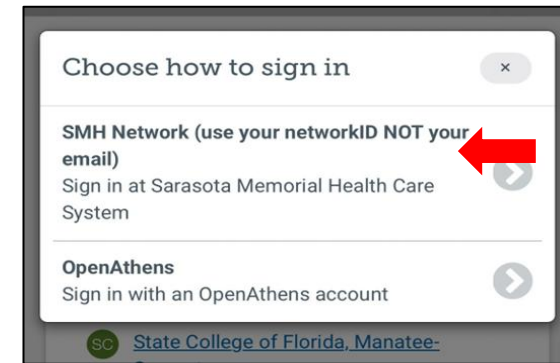 Choose how to sign in
×
SMH Network (use your networkID NOT your
email)
Sign in at Sarasota Memorial Health Care
System
OpenAthens
Sign in with an OpenAthens account
SC State College of Florida, Manatee-